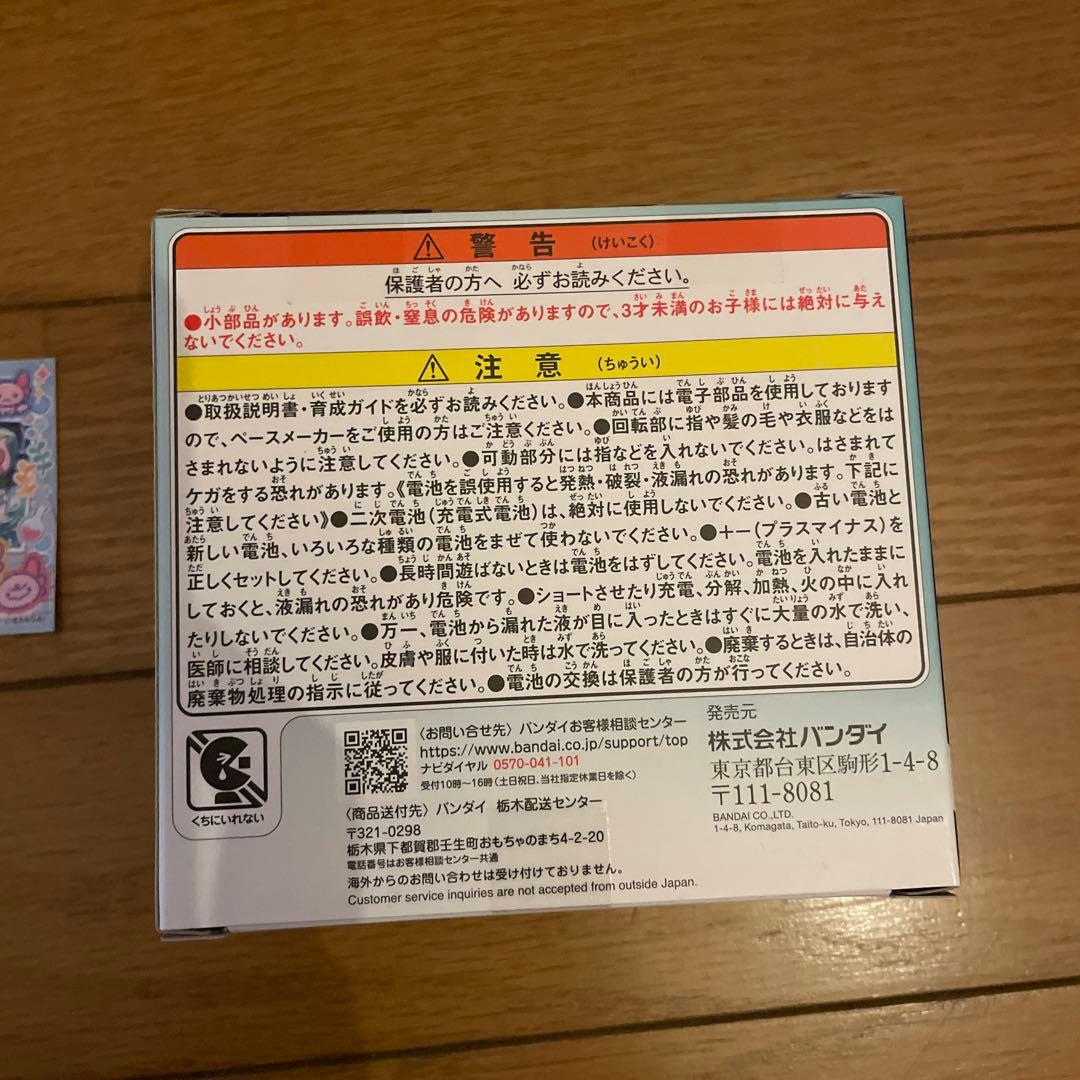 ⚠ 警告 (けいこく)
保護者の方へ 必ずお読みください。
●小部品があります。誤飲・窒息の危険がありますので、3才未満のお子様には絶対に与え
ないでください。
⚠ 注意 (ちゅうい)
●取扱説明書・育成ガイドを必ずお読みください。●本商品には電子部品を使用しております
ので、ペースメーカーをご使用の方はご注意ください。●回転部に指や髪の毛や衣服などをは
さまれないように注意してください。●可動部分には指などを入れないでください。はさまれて
ケガをする恐れがあります。《電池を誤使用すると発熱・破裂・液漏れの恐れがあります。下記に
注意してください》●二次電池(充電式電池)は、絶対に使用しないでください。●古い電池と
新しい電池、いろいろな種類の電池をまぜて使わないでください。●+−(プラスマイナス)を
正しくセットしてください。●長時間遊ばないときは電池をはずしてください。電池を入れたままに
しておくと、液漏れの恐れがあり危険です。●ショートさせたり充電、分解、加熱、火の中に入れ
たりしないでください。●万一、電池から漏れた液が目に入ったときはすぐに大量の水で洗い、
医師に相談してください。皮膚や服に付いた時は水で洗ってください。●廃棄するときは、自治体の
廃棄物処理の指示に従ってください。●電池の交換は保護者の方が行ってください。
くちにいれない
〈お問い合せ先〉バンダイお客様相談センター
https://www.bandai.co.jp/support/top
ナビダイヤル 0570-041-101
受付10時〜16時(土日祝日、当社指定休業日を除く)
〈商品送付先〉バンダイ 栃木配送センター
〒321-0298
栃木県下都賀郡壬生町おもちゃのまち4-2-20
電話番号はお客様相談センター共通
海外からのお問い合わせは受け付けておりません。
Customer service inquiries are not accepted from outside Japan.
発売元
株式会社バンダイ
東京都台東区駒形1-4-8
〒111-8081
BANDAI CO.,LTD.
1-4-8, Komagata, Taito-ku, Tokyo, 111-8081 Japan